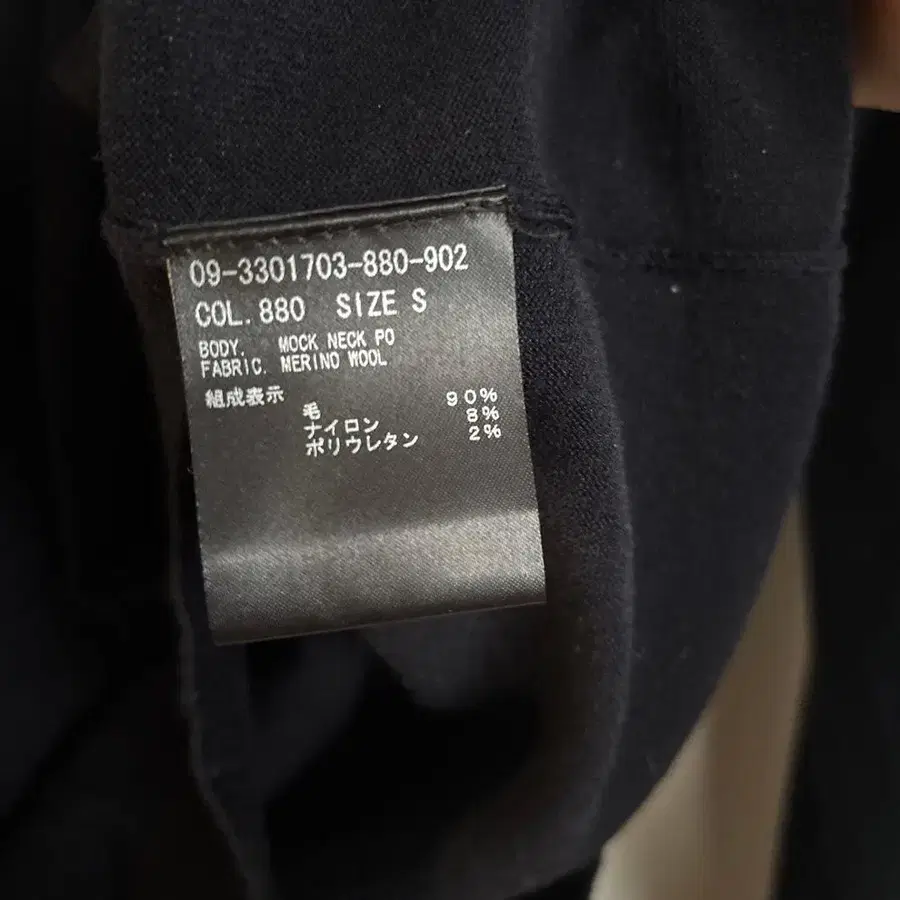 09-3301703-880-902
COL. 880 SIZE S
BODY. MOCK NECK PO
FABRIC. MERINO WOOL
組成表示
毛 90%
ナイロン 8%
ポリウレタン 2%